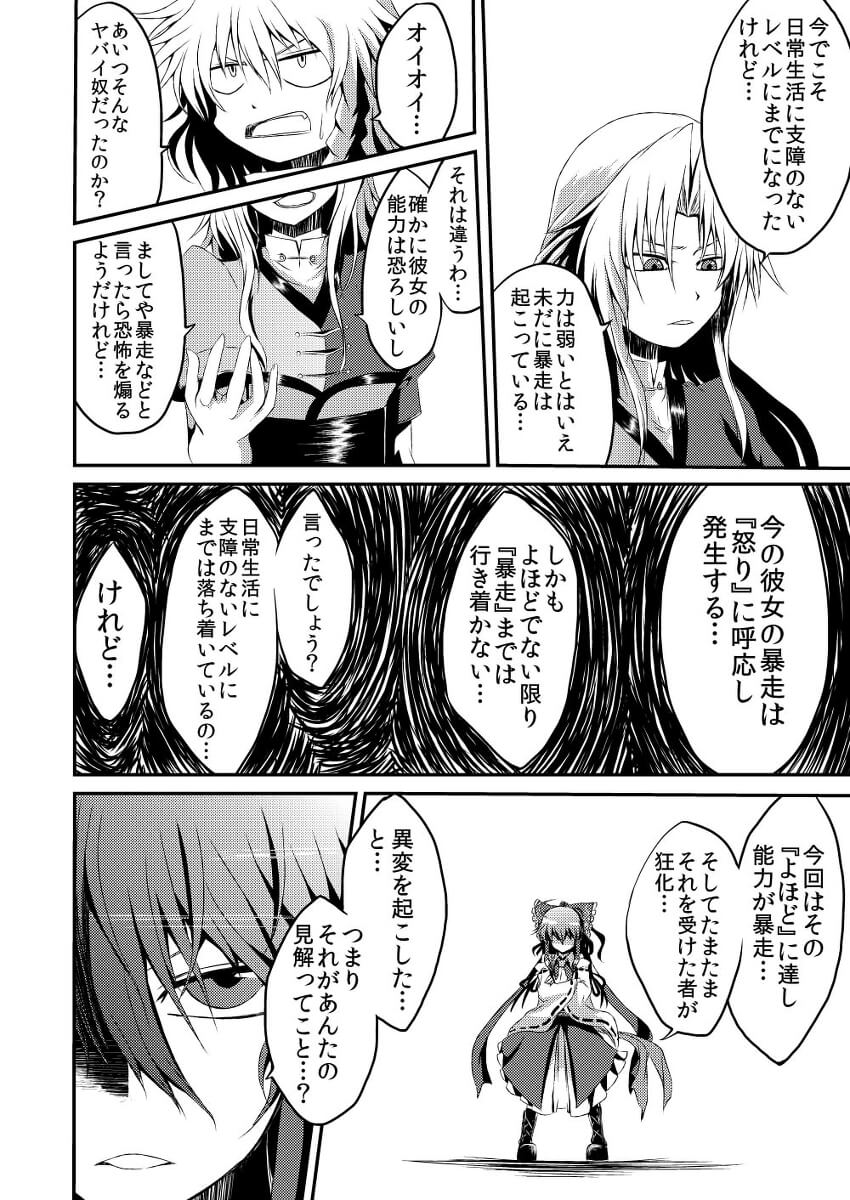 今でこそ
日常生活に支障のない
レベルにまでになった
けれど…
力は弱いとはいえ
未だに暴走は
起こっている…
オイオイ…
あいつそんな
ヤバイ奴だったのか？
それは違うわ…
確かに彼女の
能力は恐ろしいし
ましてや暴走などと
言ったら恐怖を煽る
ようだけれど…
今の彼女の暴走は
『怒り』に呼応し
発生する…
しかも
よほどでない限り
『暴走』までは
行き着かない…
言ったでしょう？
日常生活に
支障のないレベルに
までは落ち着いているの…
けれど…
今回はその
『よほど』に達し
能力が暴走…
そしてたまたま
それを受けた者が
狂化…
異変を起こした…
と…
つまり
それがあんたの
見解ってこと…？